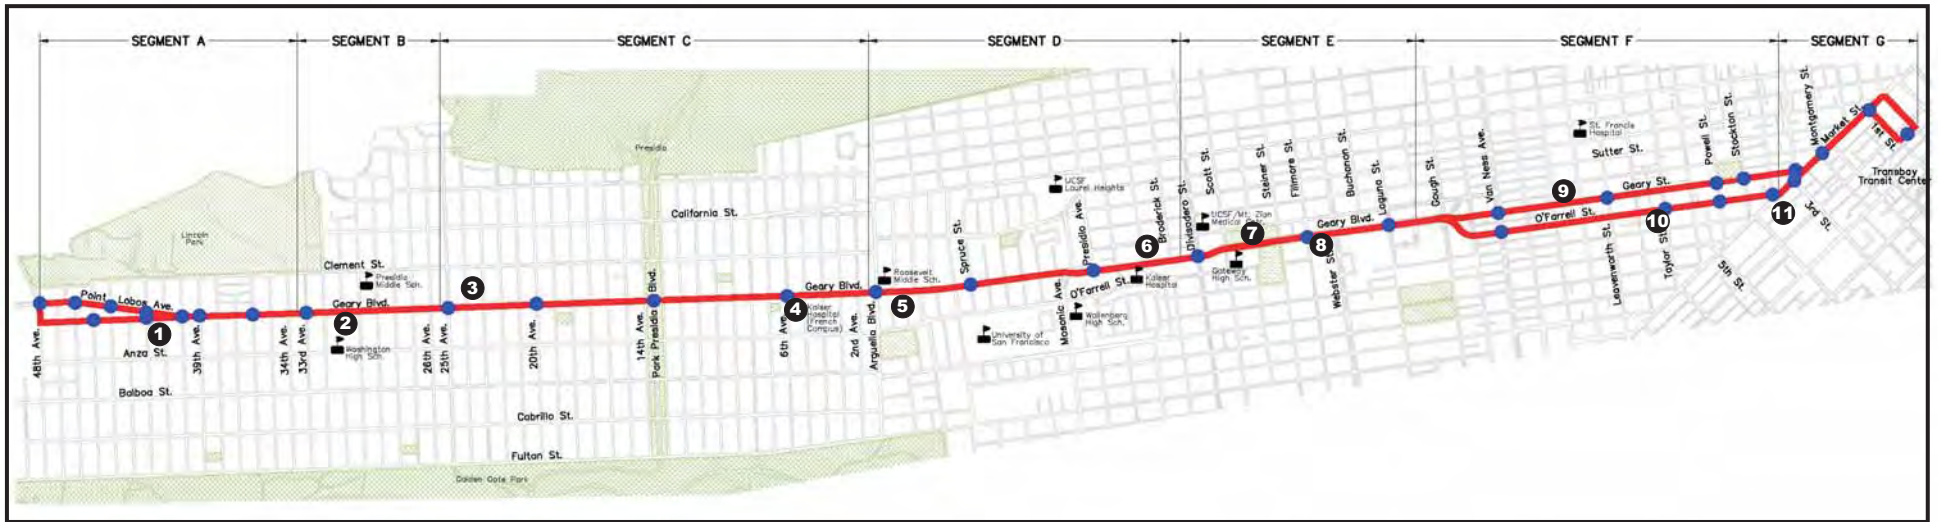 SEGMENT A
SEGMENT B
SEGMENT C
SEGMENT D
SEGMENT E
SEGMENT F
SEGMENT G
Lincoln
Park
Presidio
Clement St.
California St.
Presidio
Middle Sch.
Point Lobos Ave.
Geary Blvd.
Anza St.
Balboa St.
Cabrillo St.
Fulton St.
Golden Gate Park
48th Ave.
39th Ave.
34th Ave.
33rd Ave.
26th Ave.
25th Ave.
20th Ave.
14th Ave.
Park Presidio Blvd.
6th Ave.
2nd Ave.
Arguello Blvd.
Washington
High Sch.
Kaiser
Hospital
(French
Campus)
Geary Blvd.
Roosevelt
Middle Sch.
Spruce St.
University of
San Francisco
UCSF
Laurel Heights
Masonic Ave.
Presidio Ave.
O'Farrell St.
Wallenberg
High Sch.
Broderick St.
Kaiser
Hospital
Divisadero St.
Scott St.
UCSF/Mt. Zion
Medical
Gateway
High Sch.
Steiner St.
Fillmore St.
Webster St.
Buchanan St.
Geary Blvd.
Laguna St.
Gough St.
Van Ness Ave.
St. Francis
Hospital
Sutter St.
Geary St.
O'Farrell St.
Leavenworth St.
Taylor St.
Powell St.
Stockton St.
5th St.
3rd St.
Montgomery St.
Market St.
1st St.
Transbay
Transit Center
1
2
3
4
5
6
7
8
9
10
11